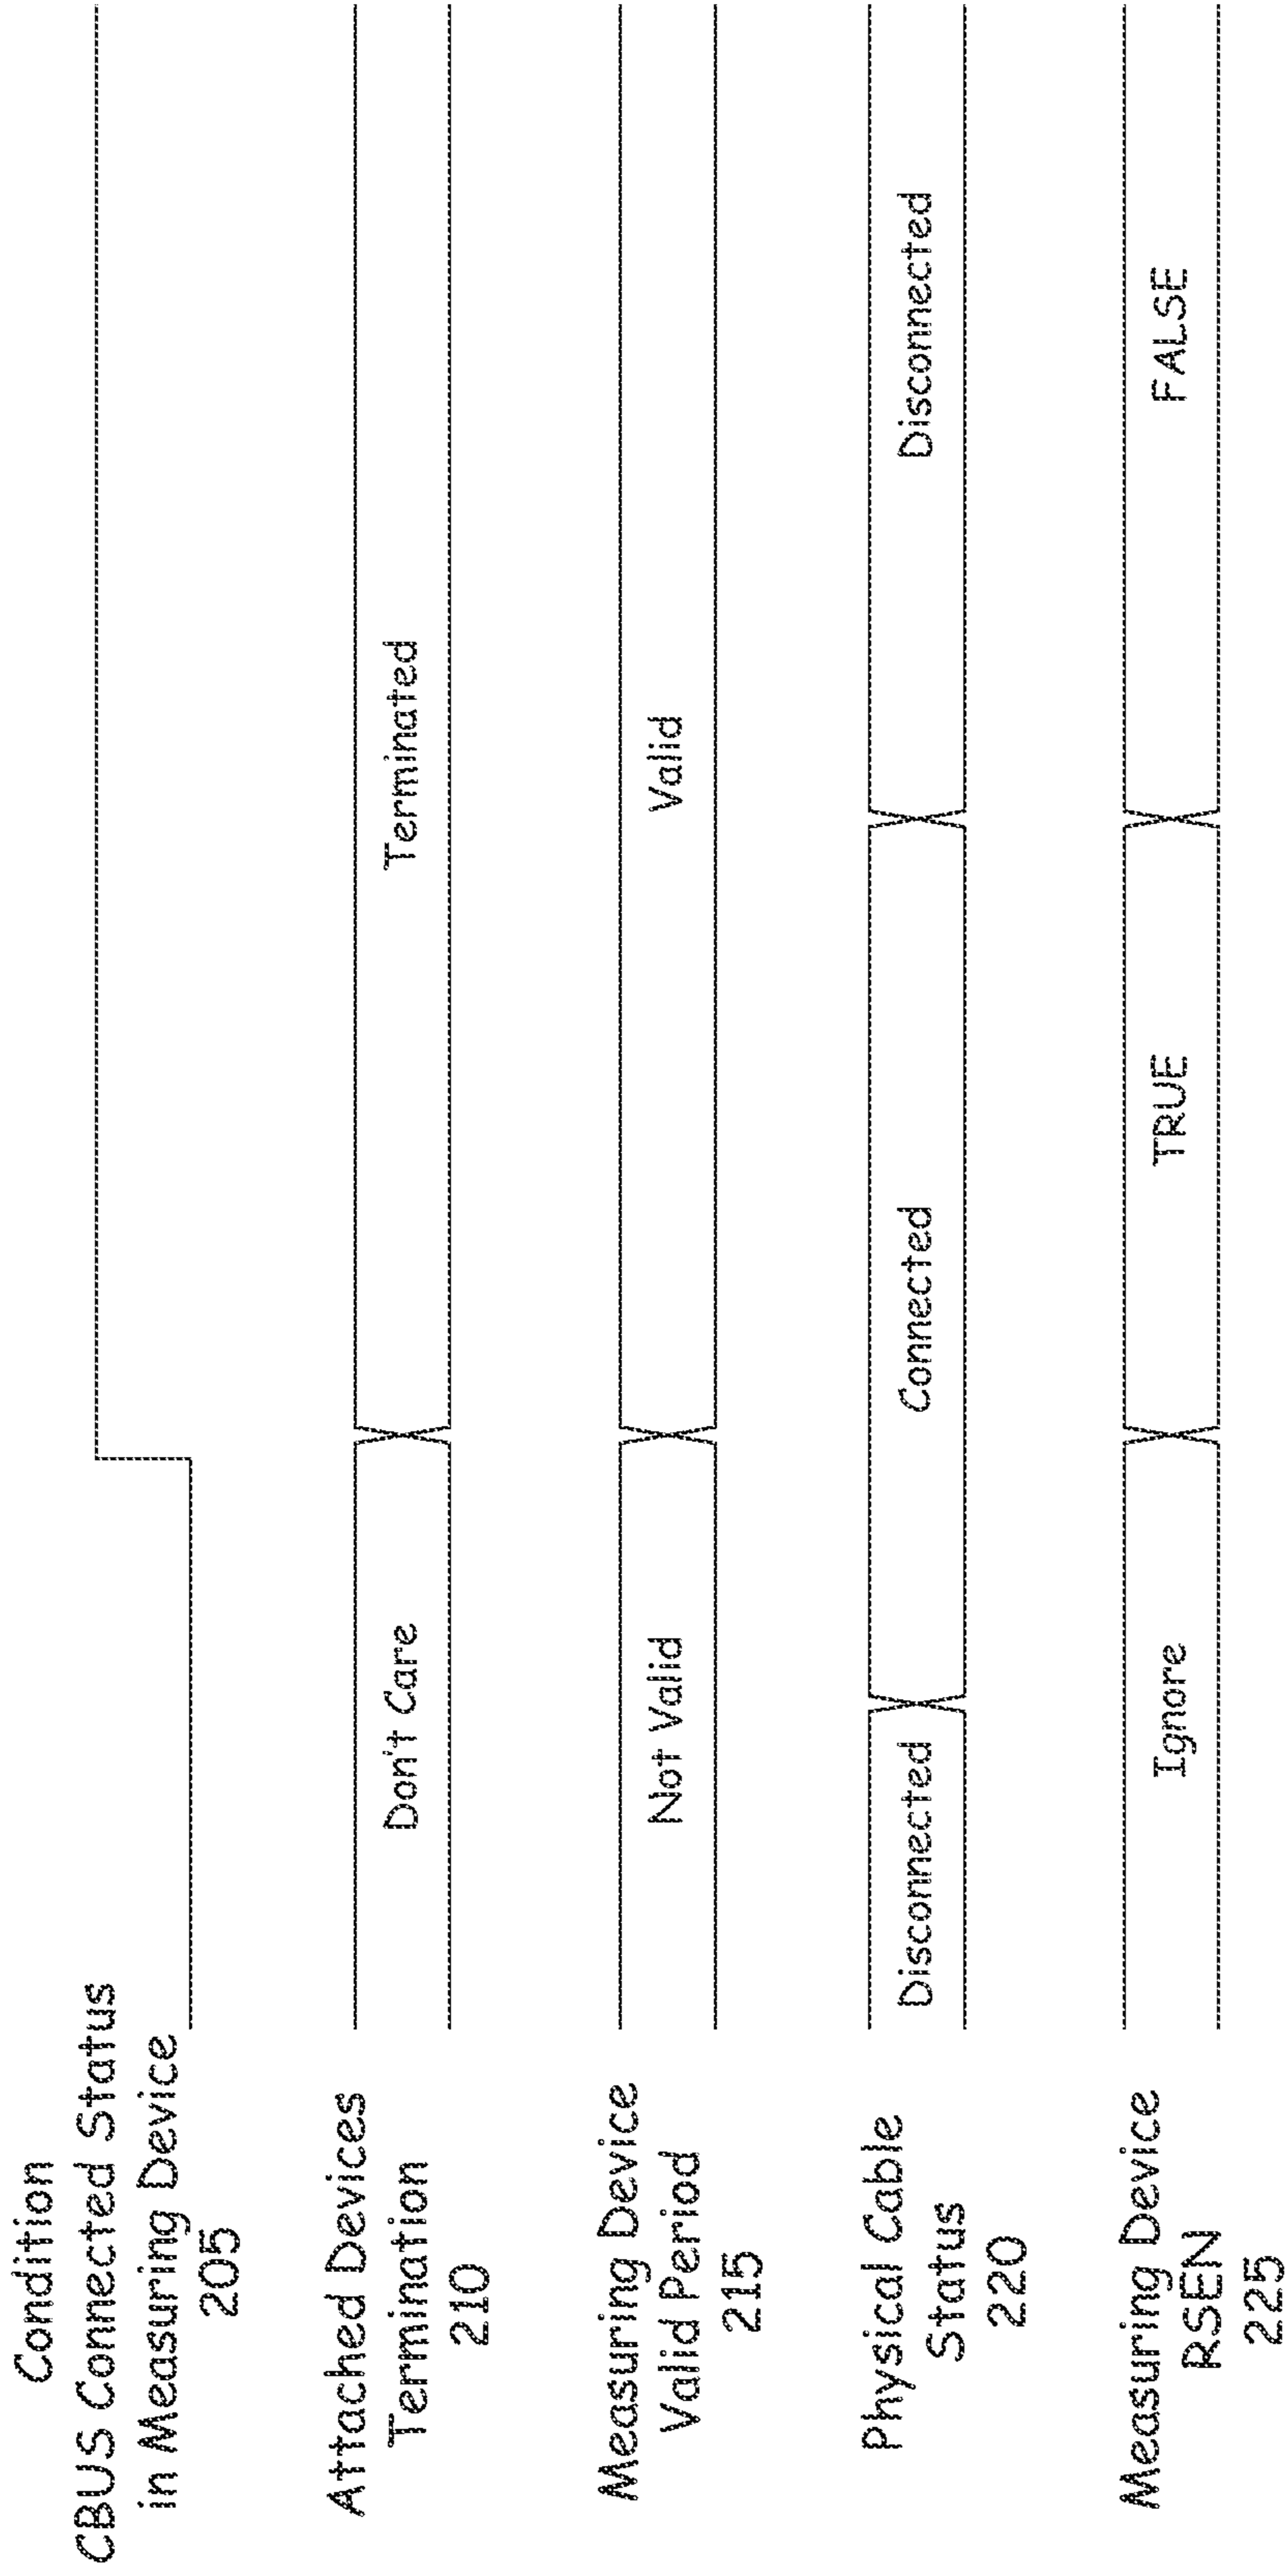 Condition
CBUS Connected Status
in Measuring Device
205
Attached Devices
Termination
210
Don't Care
Terminated
Measuring Device
Valid Period
215
Not Valid
Valid
Physical Cable
Status
220
Disconnected
Connected
Disconnected
Measuring Device
RSEN
225
Ignore
TRUE
FALSE